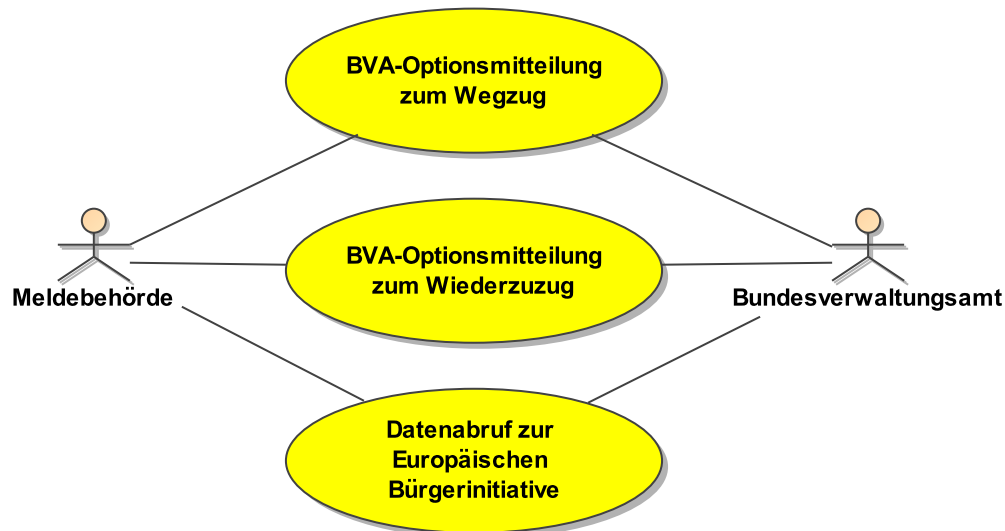 BVA-Optionsmitteilung
zum Wegzug
BVA-Optionsmitteilung
zum Wiederzuzug
Meldebehörde
Bundesverwaltungsamt
Datenabruf zur
Europäischen
Bürgerinitiative